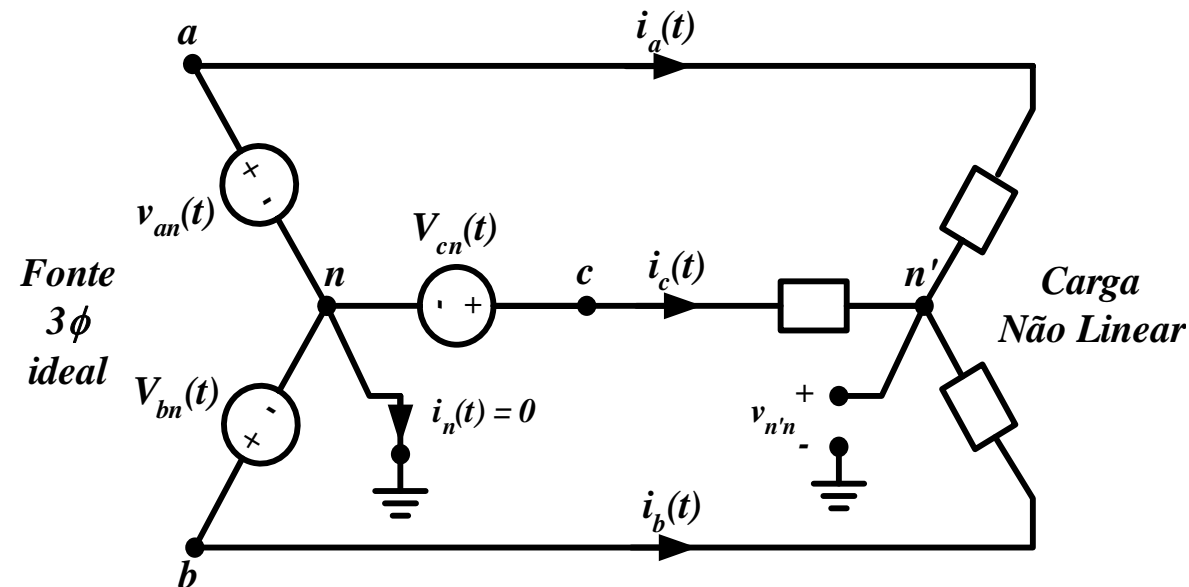 a
i_a(t)
+
-
v_an(t)
V_cn(t)
n
c
i_c(t)
n'
Fonte
3ϕ
ideal
- +
Carga
Não Linear
V_bn(t)
-
+
i_n(t) = 0
+
v_n'n
-
i_b(t)
b